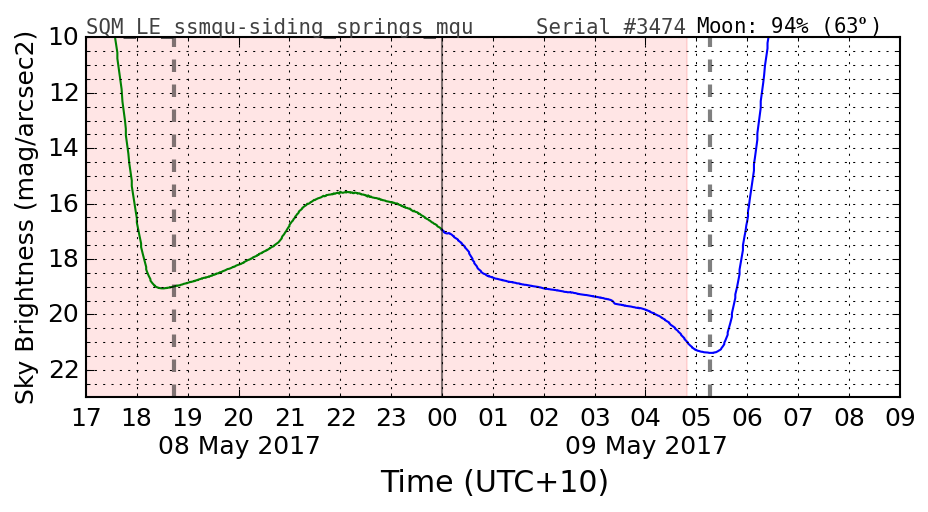 SQM_LE_ssmqu-siding_springs_mqu Serial #3474 Moon: 94% (63°)
10
12
14
16
18
20
22
Sky Brightness (mag/arcsec2)
17 18 19 20 21 22 23 00 01 02 03 04 05 06 07 08 09
08 May 2017 09 May 2017
Time (UTC+10)